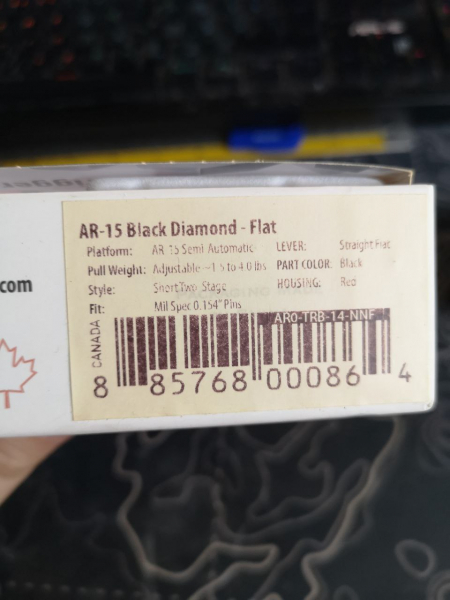 .com
AR-15 Black Diamond - Flat
Platform: AR-15 Semi Automatic LEVER: Straight Flat
Pull Weight: Adjustable ~1.5 to 4.0 lbs PART COLOR: Black
Style: Short Two Stage HOUSING: Red
Fit: Mil Spec 0.154" Pins
AR0-TRB-14-NNF
CANADA
8 85768 00086 4
T